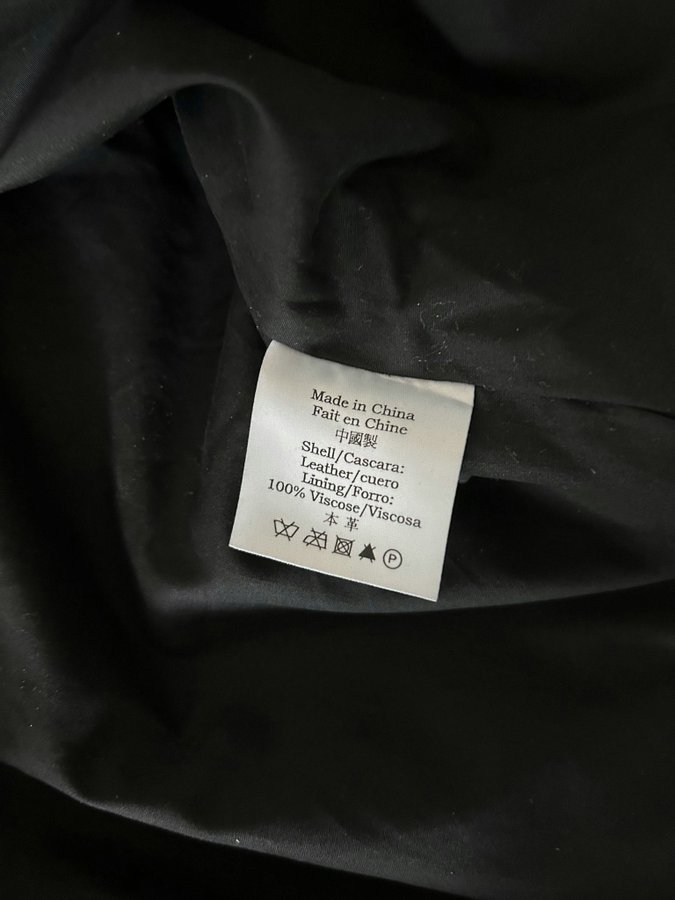 Made in China
Fait en Chine
中國製
Shell/Cascara:
Leather/cuero
Lining/Forro:
100% Viscose/Viscosa
本革
P